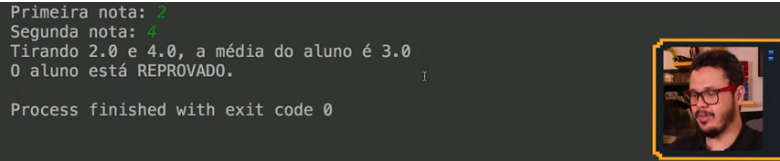 Primeira nota: 2
Segunda nota: 4
Tirando 2.0 e 4.0, a média do aluno é 3.0
O aluno está REPROVADO.
Process finished with exit code 0